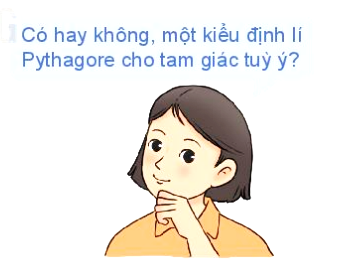 Có hay không, một kiểu định lí
Pythagore cho tam giác tuỳ ý?